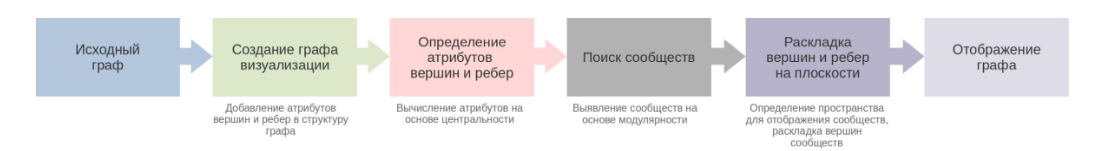 Исходный
граф
Создание графа
визуализации
Определение
атрибутов
вершин и ребер
Поиск сообществ
Раскладка
вершин и ребер
на плоскости
Отображение
графа
Добавление атрибутов
вершин и ребер в структуру
графа
Вычисление атрибутов на
основе центральности
Выявление сообществ на
основе модулярности
Определение пространства
для отображения сообществ,
раскладка вершин
сообществ